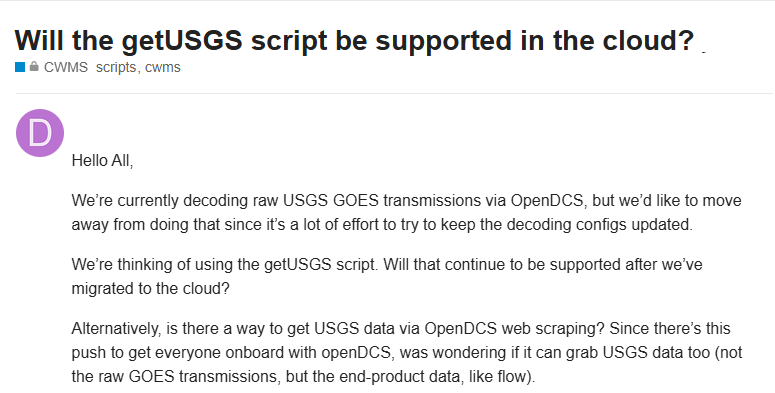 Will the getUSGS script be supported in the cloud?
CWMS scripts, cwms
D
Hello All,
We’re currently decoding raw USGS GOES transmissions via OpenDCS, but we’d like to move
away from doing that since it’s a lot of effort to try to keep the decoding configs updated.
We’re thinking of using the getUSGS script. Will that continue to be supported after we’ve
migrated to the cloud?
Alternatively, is there a way to get USGS data via OpenDCS web scraping? Since there’s this
push to get everyone onboard with openDCS, was wondering if it can grab USGS data too (not
the raw GOES transmissions, but the end-product data, like flow).